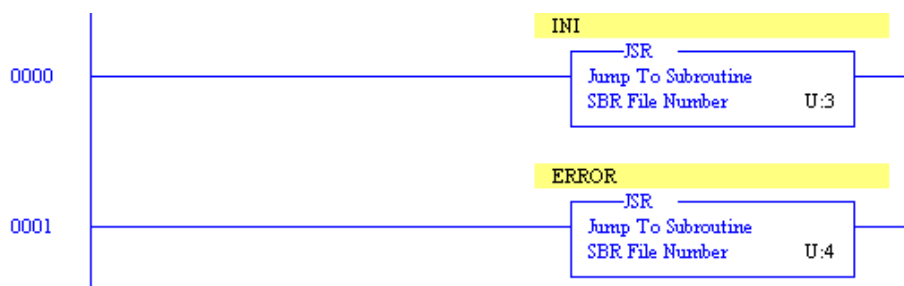 INI
JSR
0000
Jump To Subroutine
SBR File Number U:3
ERROR
JSR
0001
Jump To Subroutine
SBR File Number U:4